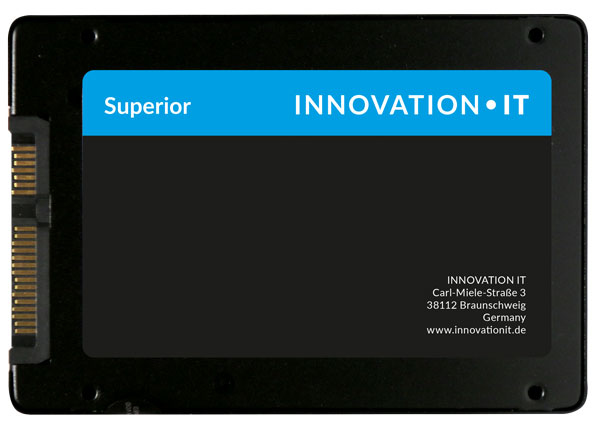 Superior
INNOVATION • IT
INNOVATION IT
Carl-Miele-Straße 3
38112 Braunschweig
Germany
www.innovationit.de